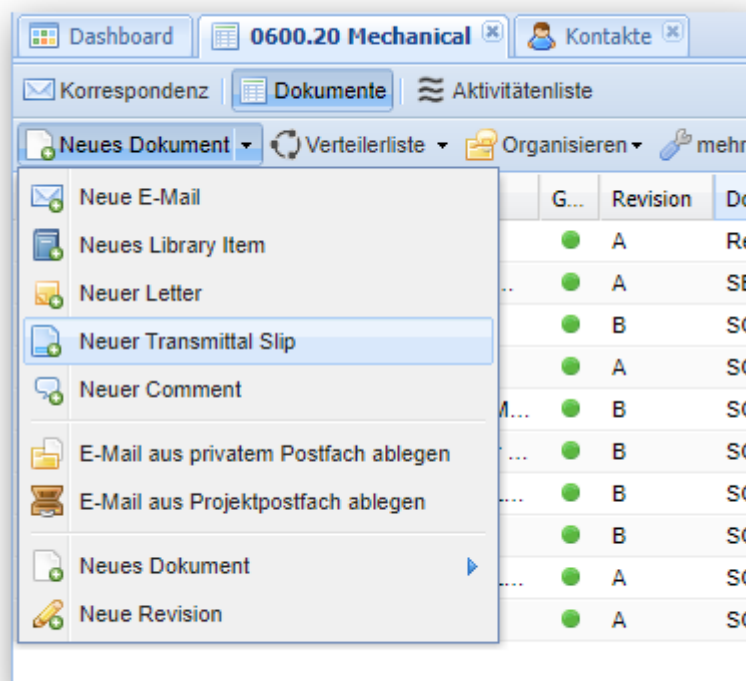 Dashboard 0600.20 Mechanical Kontakte
Korrespondenz Dokumente Aktivitätenliste
Neues Dokument Verteilerliste Organisieren mehr
Neue E-Mail G... Revision
Neues Library Item A
Neuer Letter A
Neuer Transmittal Slip B
A
Neuer Comment B
E-Mail aus privatem Postfach ablegen B
E-Mail aus Projektpostfach ablegen B
B
Neues Dokument A
Neue Revision A